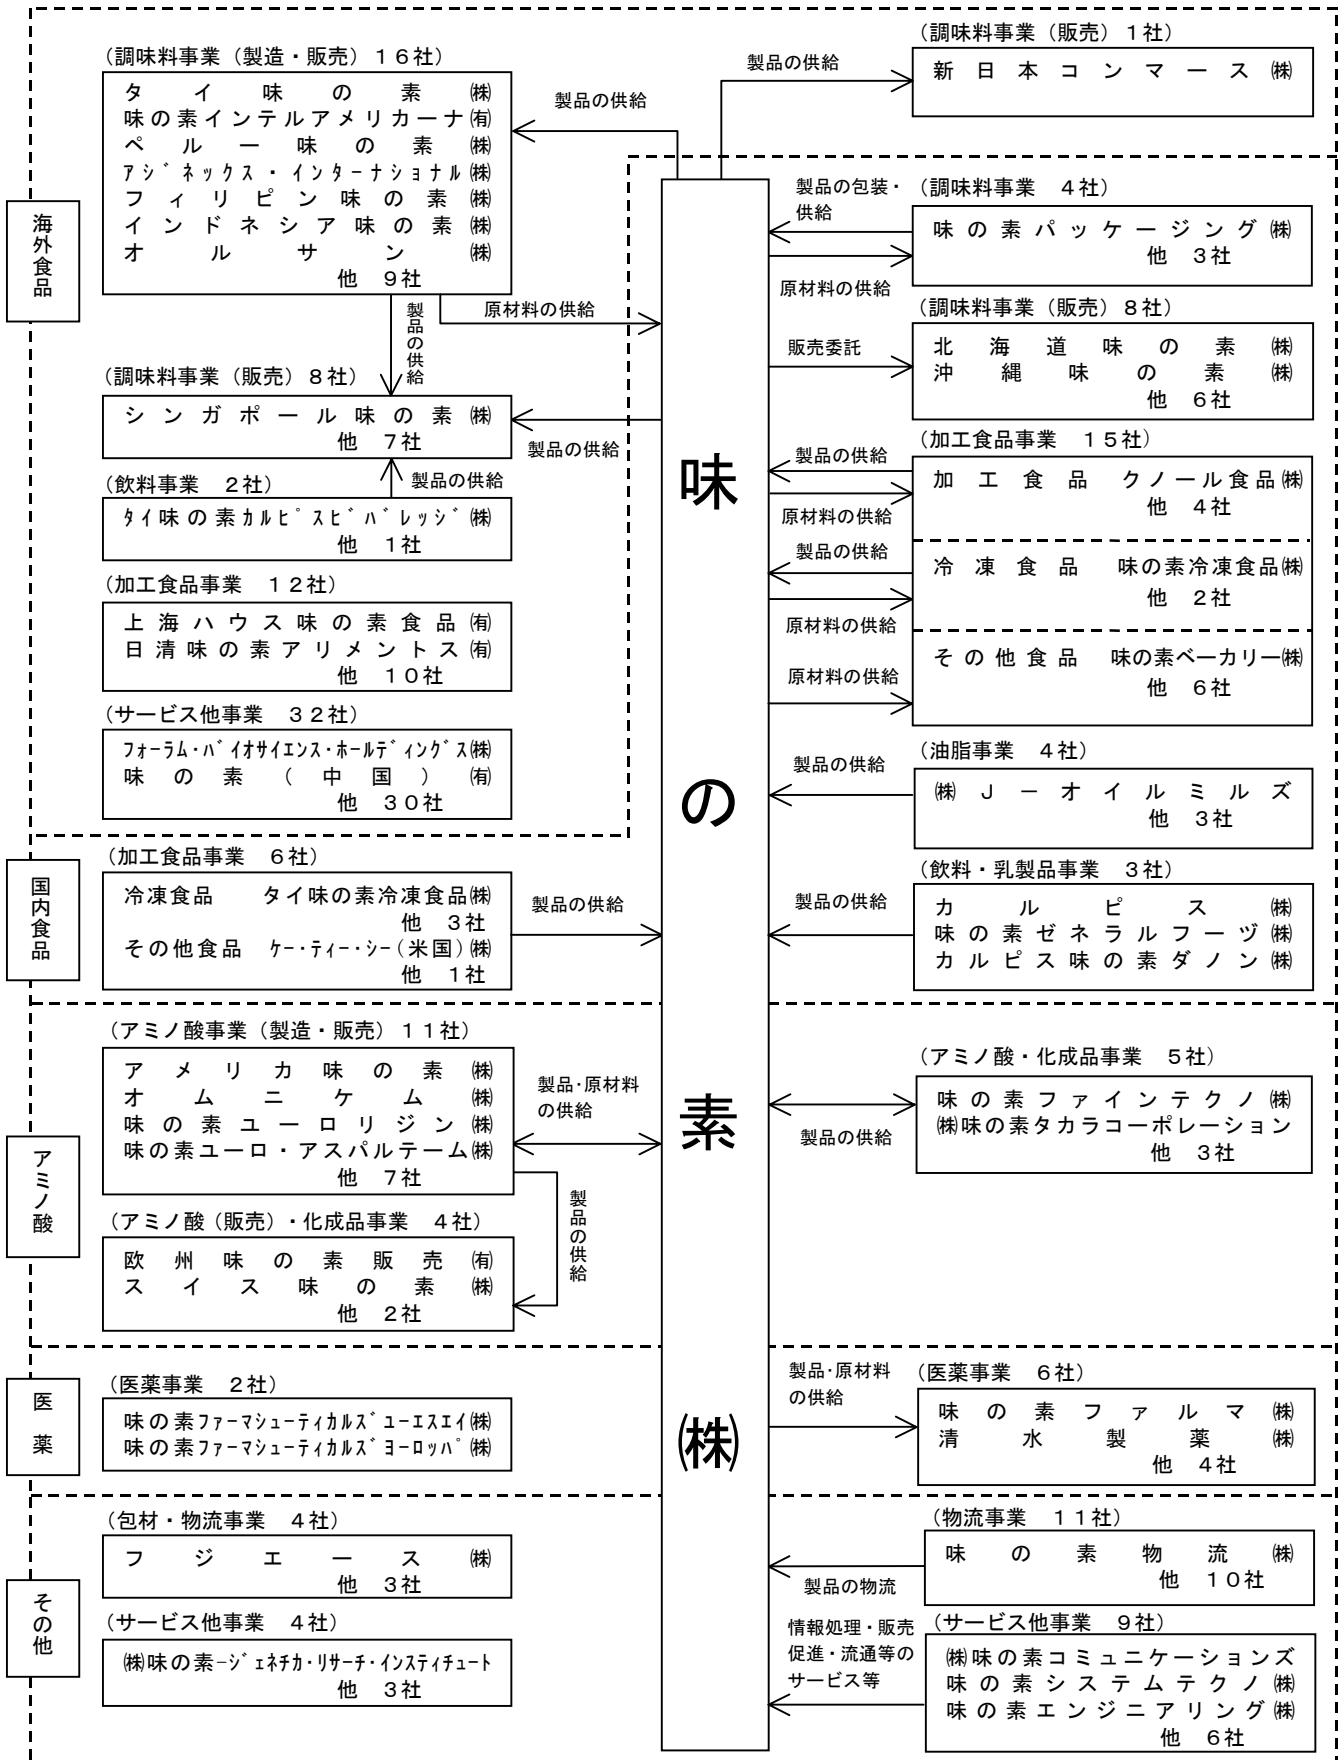 海外食品
(調味料事業(製造・販売)16社)
タイ味の素㈱
味の素インテルアメリカーナ㈲
ペルー味の素㈱
アジネックス・インターナショナル㈱
フィリピン味の素㈱
インドネシア味の素㈱
オルサン㈱
他 9社
製品の供給
製品の供給
原材料の供給
(調味料事業(販売)8社)
シンガポール味の素㈱
他 7社
製品の供給
製品の供給
(飲料事業 2社)
タイ味の素カルピスビバレッジ㈱
他 1社
(加工食品事業 12社)
上海ハウス味の素食品㈲
日清味の素アリメントス㈲
他 10社
(サービス他事業 32社)
フォーラム・バイオサイエンス・ホールディングス㈱
味の素(中国)㈲
他 30社
(調味料事業(販売)1社)
製品の供給
新日本コンマース㈱
味の素㈱
国内食品
(加工食品事業 6社)
冷凍食品 タイ味の素冷凍食品㈱
他 3社
その他食品 ケー・ティー・シー(米国)㈱
他 1社
製品の供給
製品の包装・
供給
(調味料事業 4社)
味の素パッケージング㈱
他 3社
原材料の供給
(調味料事業(販売)8社)
販売委託
北海道味の素㈱
沖縄味の素㈱
他 6社
(加工食品事業 15社)
製品の供給
加工食品 クノール食品㈱
他 4社
原材料の供給
製品の供給
冷凍食品 味の素冷凍食品㈱
他 2社
原材料の供給
その他食品 味の素ベーカリー㈱
原材料の供給
他 6社
(油脂事業 4社)
製品の供給
㈱J-オイルミルズ
他 3社
(飲料・乳製品事業 3社)
製品の供給
カルピス㈱
味の素ゼネラルフーヅ㈱
カルピス味の素ダノン㈱
アミノ酸
(アミノ酸事業(製造・販売)11社)
アメリカ味の素㈱
オムニケム㈱
味の素ユーロリジン㈱
味の素ユーロ・アスパルテーム㈱
他 7社
製品・原材料
の供給
製品の供給
(アミノ酸(販売)・化成品事業 4社)
欧州味の素販売㈲
スイス味の素㈱
他 2社
(アミノ酸・化成品事業 5社)
味の素ファインテクノ㈱
㈱味の素タカラコーポレーション
他 3社
製品の供給
医薬
(医薬事業 2社)
味の素ファーマシューティカルズユーエスエイ㈱
味の素ファーマシューティカルズヨーロッパ㈱
製品・原材料
の供給
(医薬事業 6社)
味の素ファルマ㈱
清水製薬㈱
他 4社
その他
(包材・物流事業 4社)
フジエース㈱
他 3社
(サービス他事業 4社)
㈱味の素-ジェネチカ・リサーチ・インスティチュート
他 3社
(物流事業 11社)
味の素物流㈱
他 10社
製品の物流
情報処理・販売
促進・流通等の
サービス等
(サービス他事業 9社)
㈱味の素コミュニケーションズ
味の素システムテクノ㈱
味の素エンジニアリング㈱
他 6社